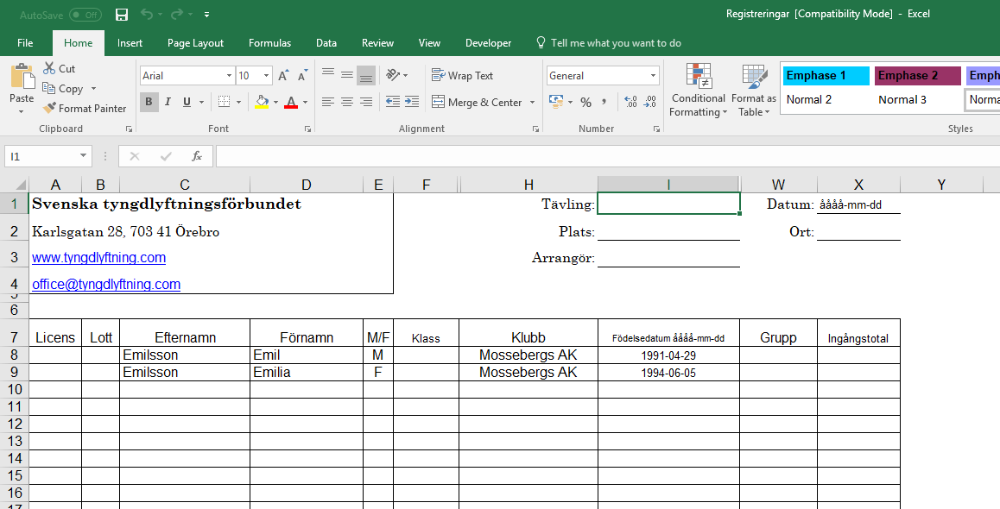 AutoSave Off
Registreringar [Compatibility Mode] - Excel
File Home Insert Page Layout Formulas Data Review View Developer Tell me what you want to do
Paste
Cut
Copy
Format Painter
Clipboard
Arial 10
B I U
Font
Wrap Text
Merge & Center
Alignment
General
% ,
Number
Conditional Formatting
Format as Table
Emphase 1 Emphase 2 Emph
Normal 2 Normal 3 Norma
Styles
I1 fx
A B C D E F H I W X Y
1 Svenska tyngdlyftningsförbundet Tävling: Datum: åååå-mm-dd
2 Karlsgatan 28, 703 41 Örebro Plats: Ort:
3 www.tyngdlyftning.com Arrangör:
4 office@tyngdlyftning.com
5
6
7 Licens Lott Efternamn Förnamn M/F Klass Klubb Födelsedatum åååå-mm-dd Grupp Ingångstotal
8 Emilsson Emil M Mossebergs AK 1991-04-29
9 Emilsson Emilia F Mossebergs AK 1994-06-05
10
11
12
13
14
15
16
17